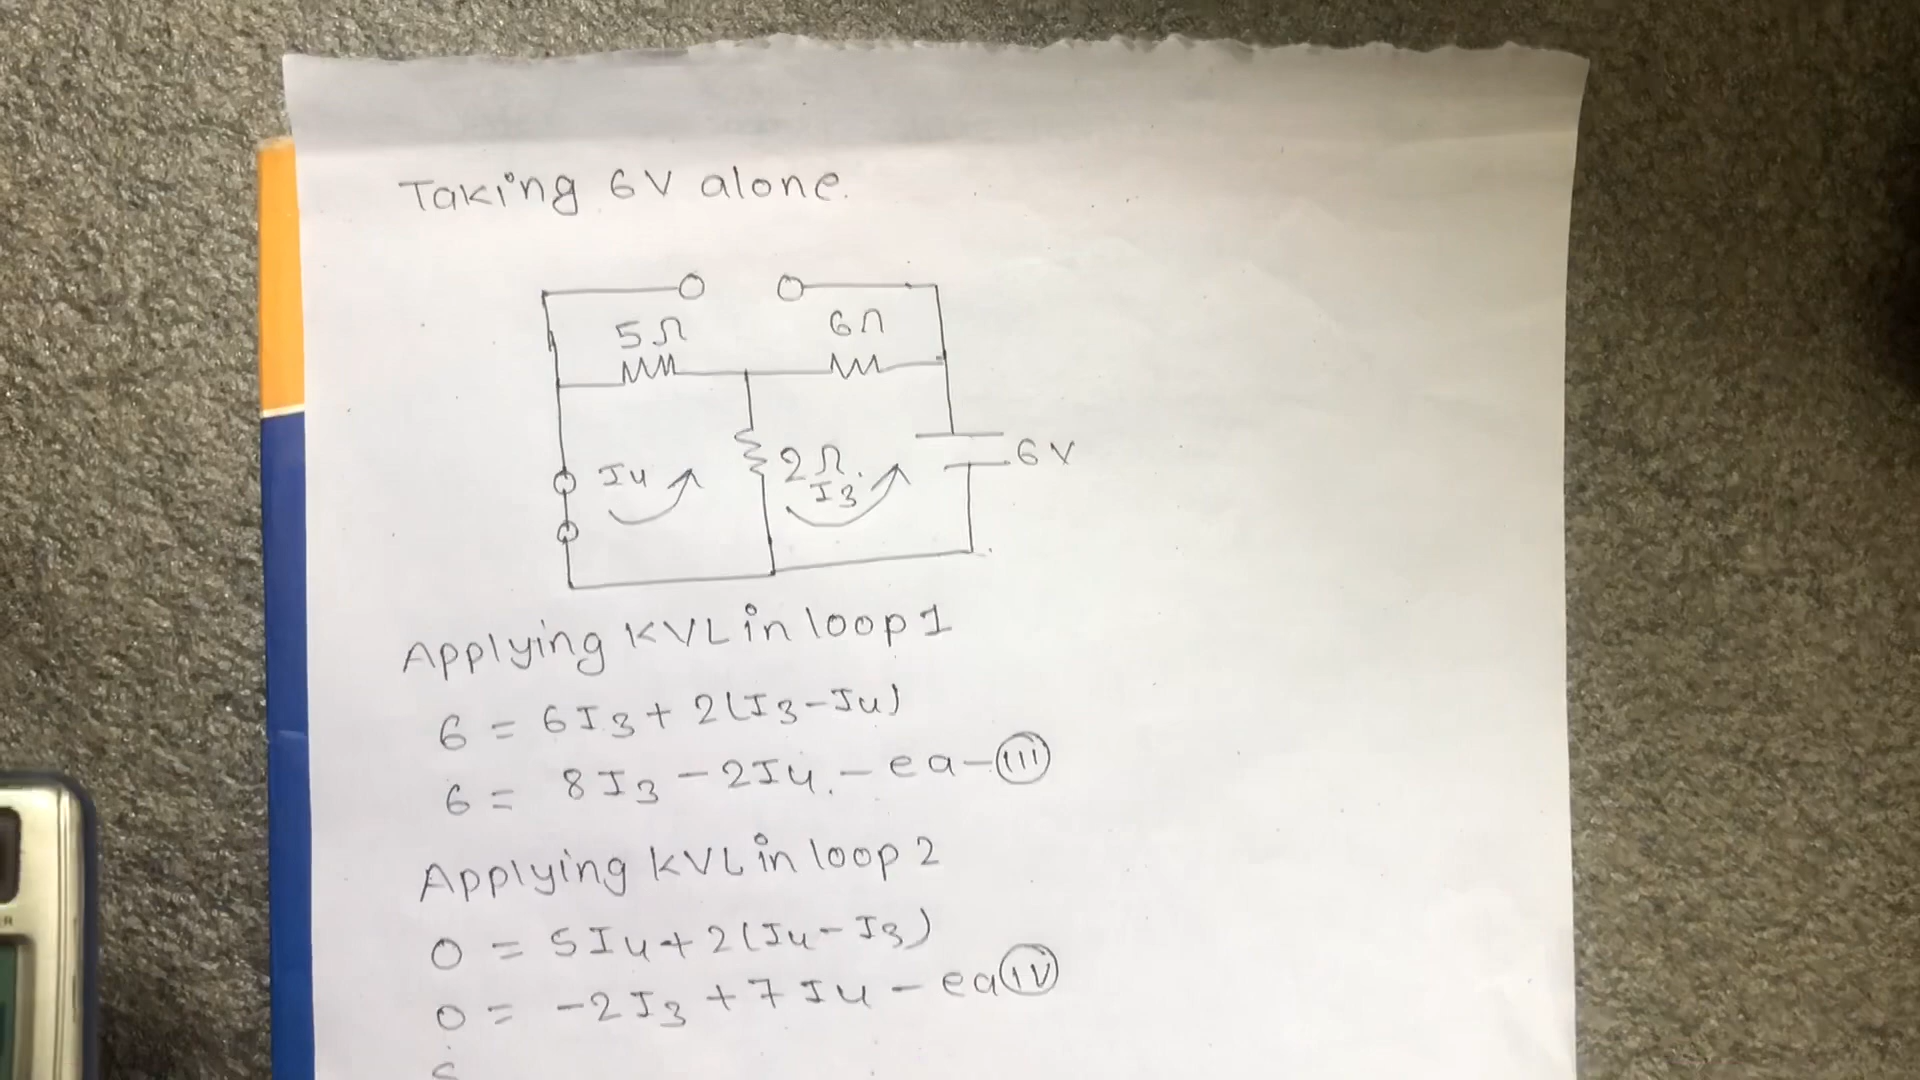 Taking 6V alone.
5Ω
6Ω
I4
2Ω.
I3
6V
Applying KVL in loop 1
6 = 6I3 + 2(I3-I4)
6 = 8I3 - 2I4. - eq - (III)
Applying KVL in loop 2
0 = 5I4 + 2(I4-I3)
0 = -2I3 + 7I4 - eq (IV)